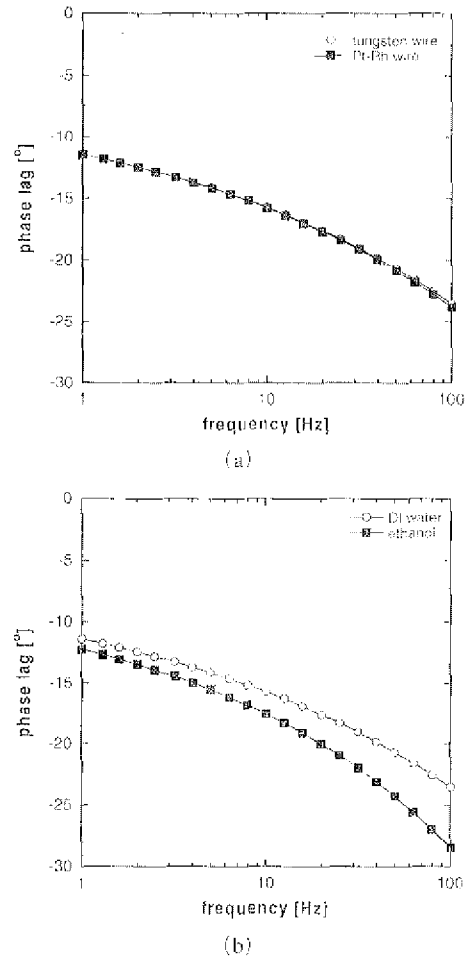 0
tungsten wire
Pt-Rh wire
-5
-10
-15
-20
-25
-30
phase lag [°]
1
10
100
frequency [Hz]
(a)
0
DI water
ethanol
-5
-10
-15
-20
-25
-30
phase lag [°]
1
10
100
frequency [Hz]
(b)